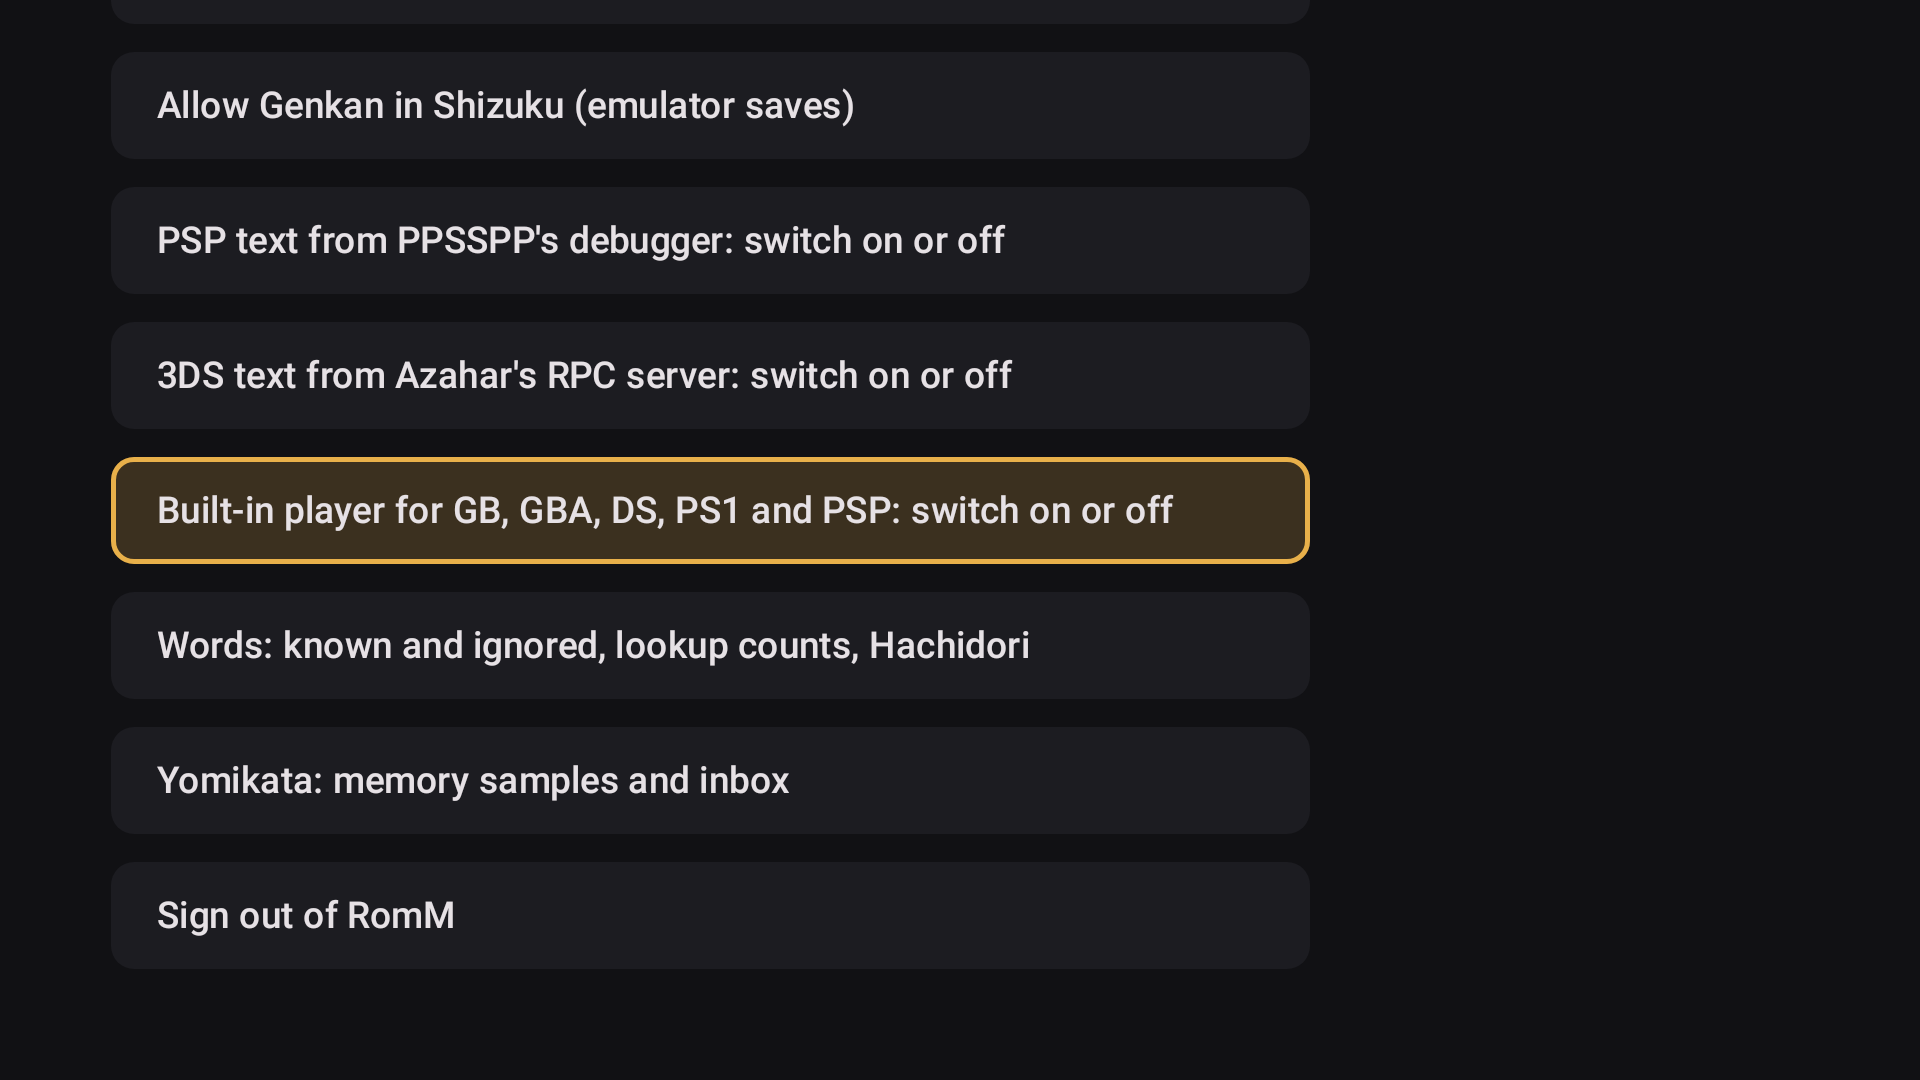 Allow Genkan in Shizuku (emulator saves)
PSP text from PPSSPP's debugger: switch on or off
3DS text from Azahar's RPC server: switch on or off
Built-in player for GB, GBA, DS, PS1 and PSP: switch on or off
Words: known and ignored, lookup counts, Hachidori
Yomikata: memory samples and inbox
Sign out of RomM